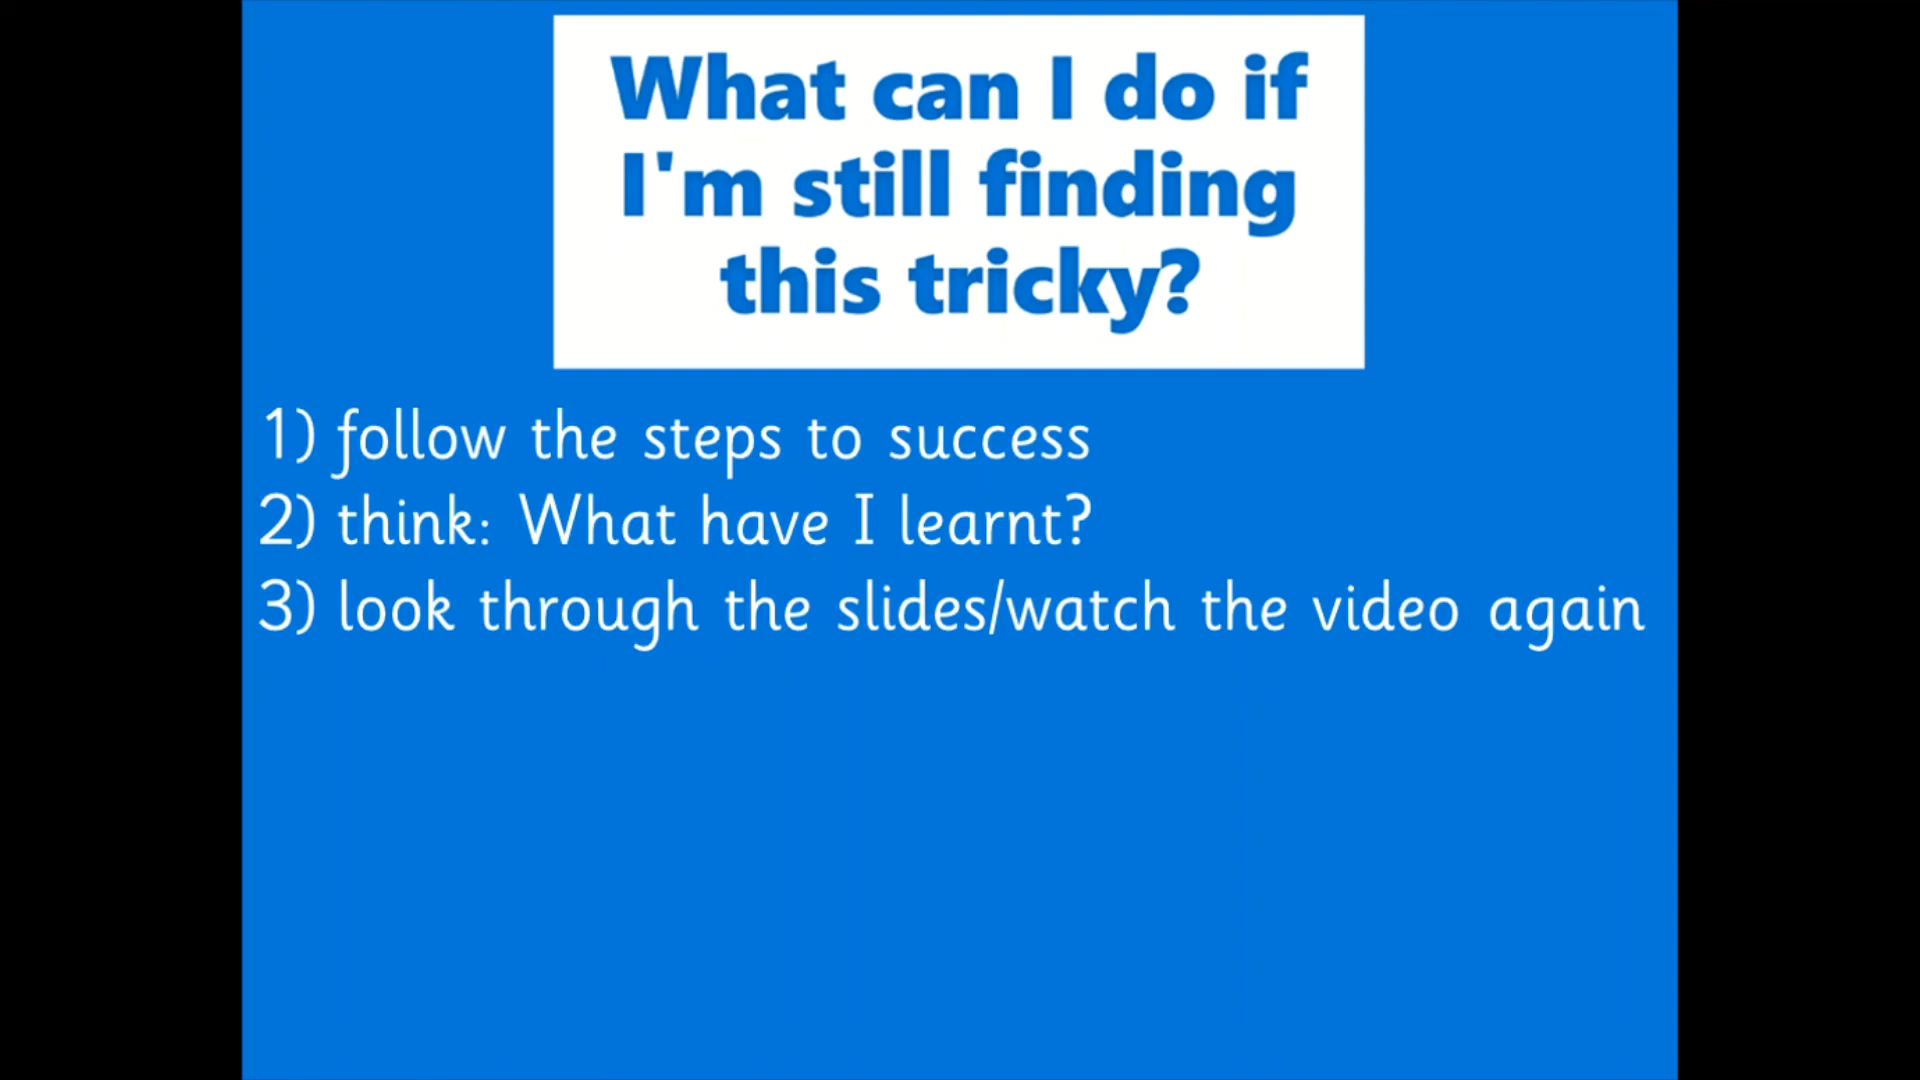 What can I do if
I'm still finding
this tricky?
1) follow the steps to success
2) think: What have I learnt?
3) look through the slides/watch the video again